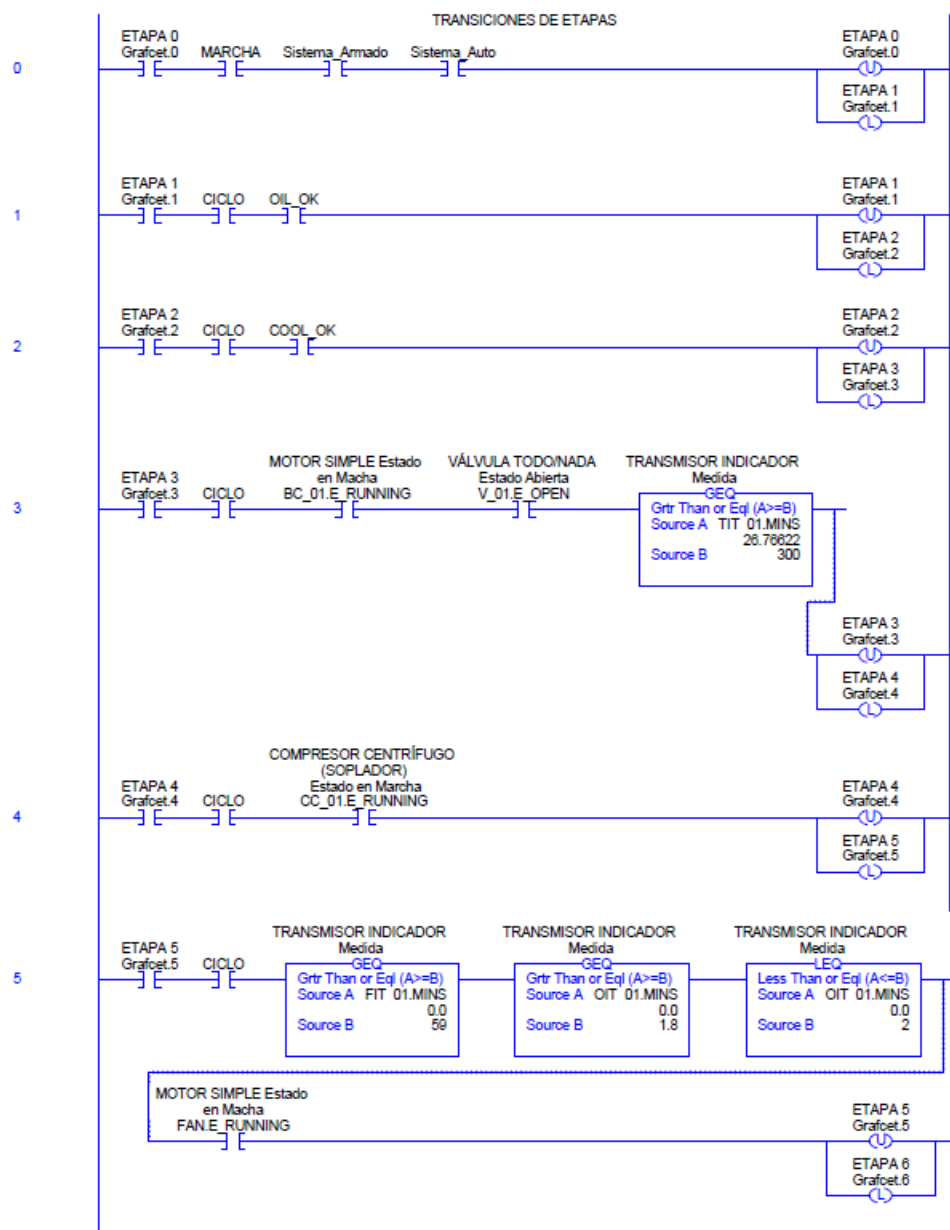 TRANSICIONES DE ETAPAS
0
ETAPA 0
Grafcet.0
MARCHA
Sistema_Armado
Sistema_Auto
ETAPA 0
Grafcet.0
U
ETAPA 1
Grafcet.1
L
1
ETAPA 1
Grafcet.1
CICLO
OIL_OK
ETAPA 1
Grafcet.1
U
ETAPA 2
Grafcet.2
L
2
ETAPA 2
Grafcet.2
CICLO
COOL_OK
ETAPA 2
Grafcet.2
U
ETAPA 3
Grafcet.3
L
3
ETAPA 3
Grafcet.3
CICLO
MOTOR SIMPLE Estado
en Macha
BC_01.E_RUNNING
VÁLVULA TODO/NADA
Estado Abierta
V_01.E_OPEN
TRANSMISOR INDICADOR
Medida
GEQ
Grtr Than or Eql (A>=B)
Source A TIT_01.MINS
26.76622
Source B 300
ETAPA 3
Grafcet.3
U
ETAPA 4
Grafcet.4
L
4
ETAPA 4
Grafcet.4
CICLO
COMPRESOR CENTRÍFUGO
(SOPLADOR)
Estado en Marcha
CC_01.E_RUNNING
ETAPA 4
Grafcet.4
U
ETAPA 5
Grafcet.5
L
5
ETAPA 5
Grafcet.5
CICLO
TRANSMISOR INDICADOR
Medida
GEQ
Grtr Than or Eql (A>=B)
Source A FIT_01.MINS
0.0
Source B 59
TRANSMISOR INDICADOR
Medida
GEQ
Grtr Than or Eql (A>=B)
Source A OIT_01.MINS
0.0
Source B 1.8
TRANSMISOR INDICADOR
Medida
LEQ
Less Than or Eql (A<=B)
Source A OIT_01.MINS
0.0
Source B 2
MOTOR SIMPLE Estado
en Macha
FAN.E_RUNNING
ETAPA 5
Grafcet.5
U
ETAPA 6
Grafcet.6
L